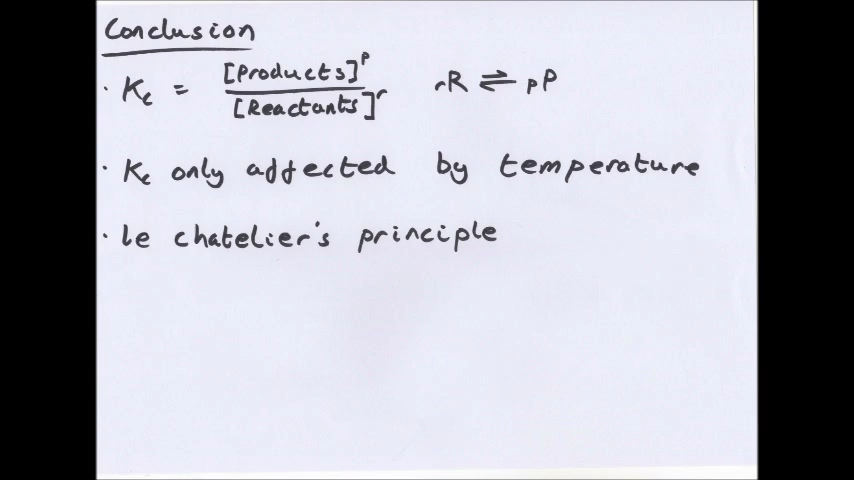 Conclusion
· Kc = [Products]^p / [Reactants]^r rR ⇌ pP
· Kc only affected by temperature
· le chatelier's principle